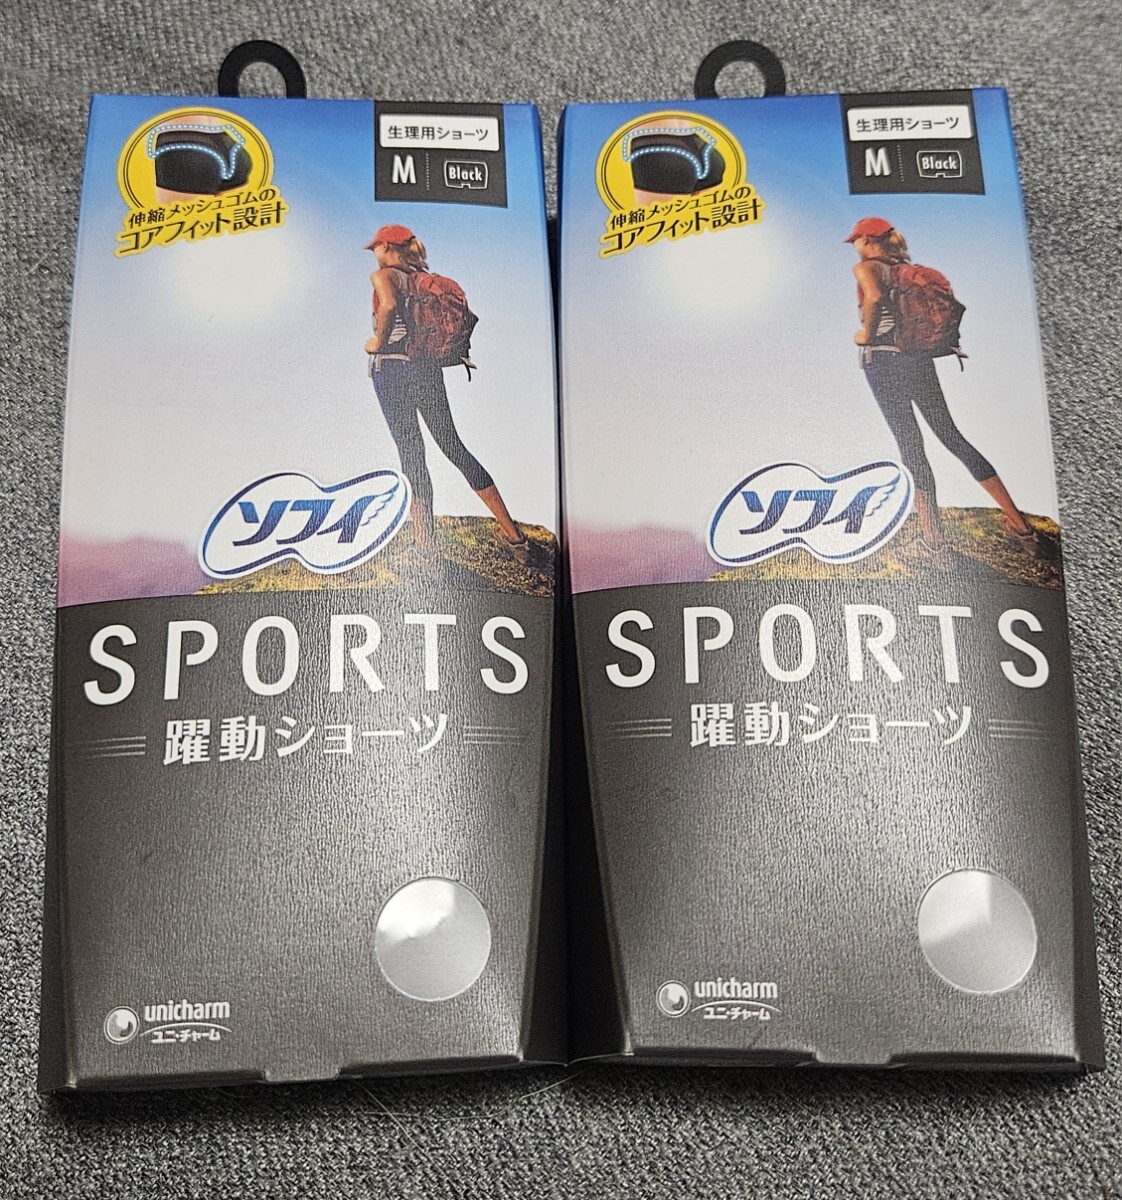 伸縮メッシュゴムの
コアフィット設計
生理用ショーツ
M
Black
ソフィ
SPORTS
躍動ショーツ
unicharm
ユニ・チャーム
伸縮メッシュゴムの
コアフィット設計
生理用ショーツ
M
Black
ソフィ
SPORTS
躍動ショーツ
unicharm
ユニ・チャーム